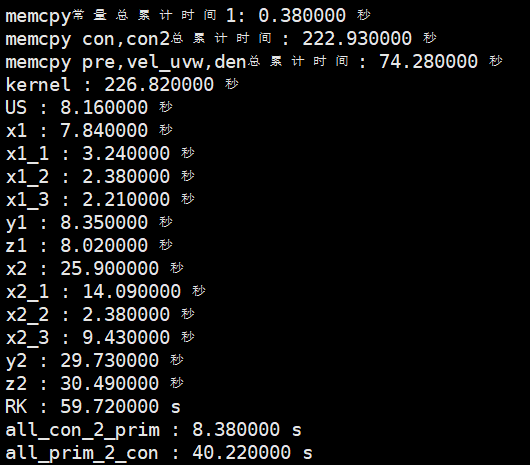 memcpy常量总累计时间1: 0.380000 秒
memcpy con,con2总累计时间: 222.930000 秒
memcpy pre,vel_uvw,den总累计时间: 74.280000 秒
kernel : 226.820000 秒
US : 8.160000 秒
x1 : 7.840000 秒
x1_1 : 3.240000 秒
x1_2 : 2.380000 秒
x1_3 : 2.210000 秒
y1 : 8.350000 秒
z1 : 8.020000 秒
x2 : 25.900000 秒
x2_1 : 14.090000 秒
x2_2 : 2.380000 秒
x2_3 : 9.430000 秒
y2 : 29.730000 秒
z2 : 30.490000 秒
RK : 59.720000 s
all_con_2_prim : 8.380000 s
all_prim_2_con : 40.220000 s